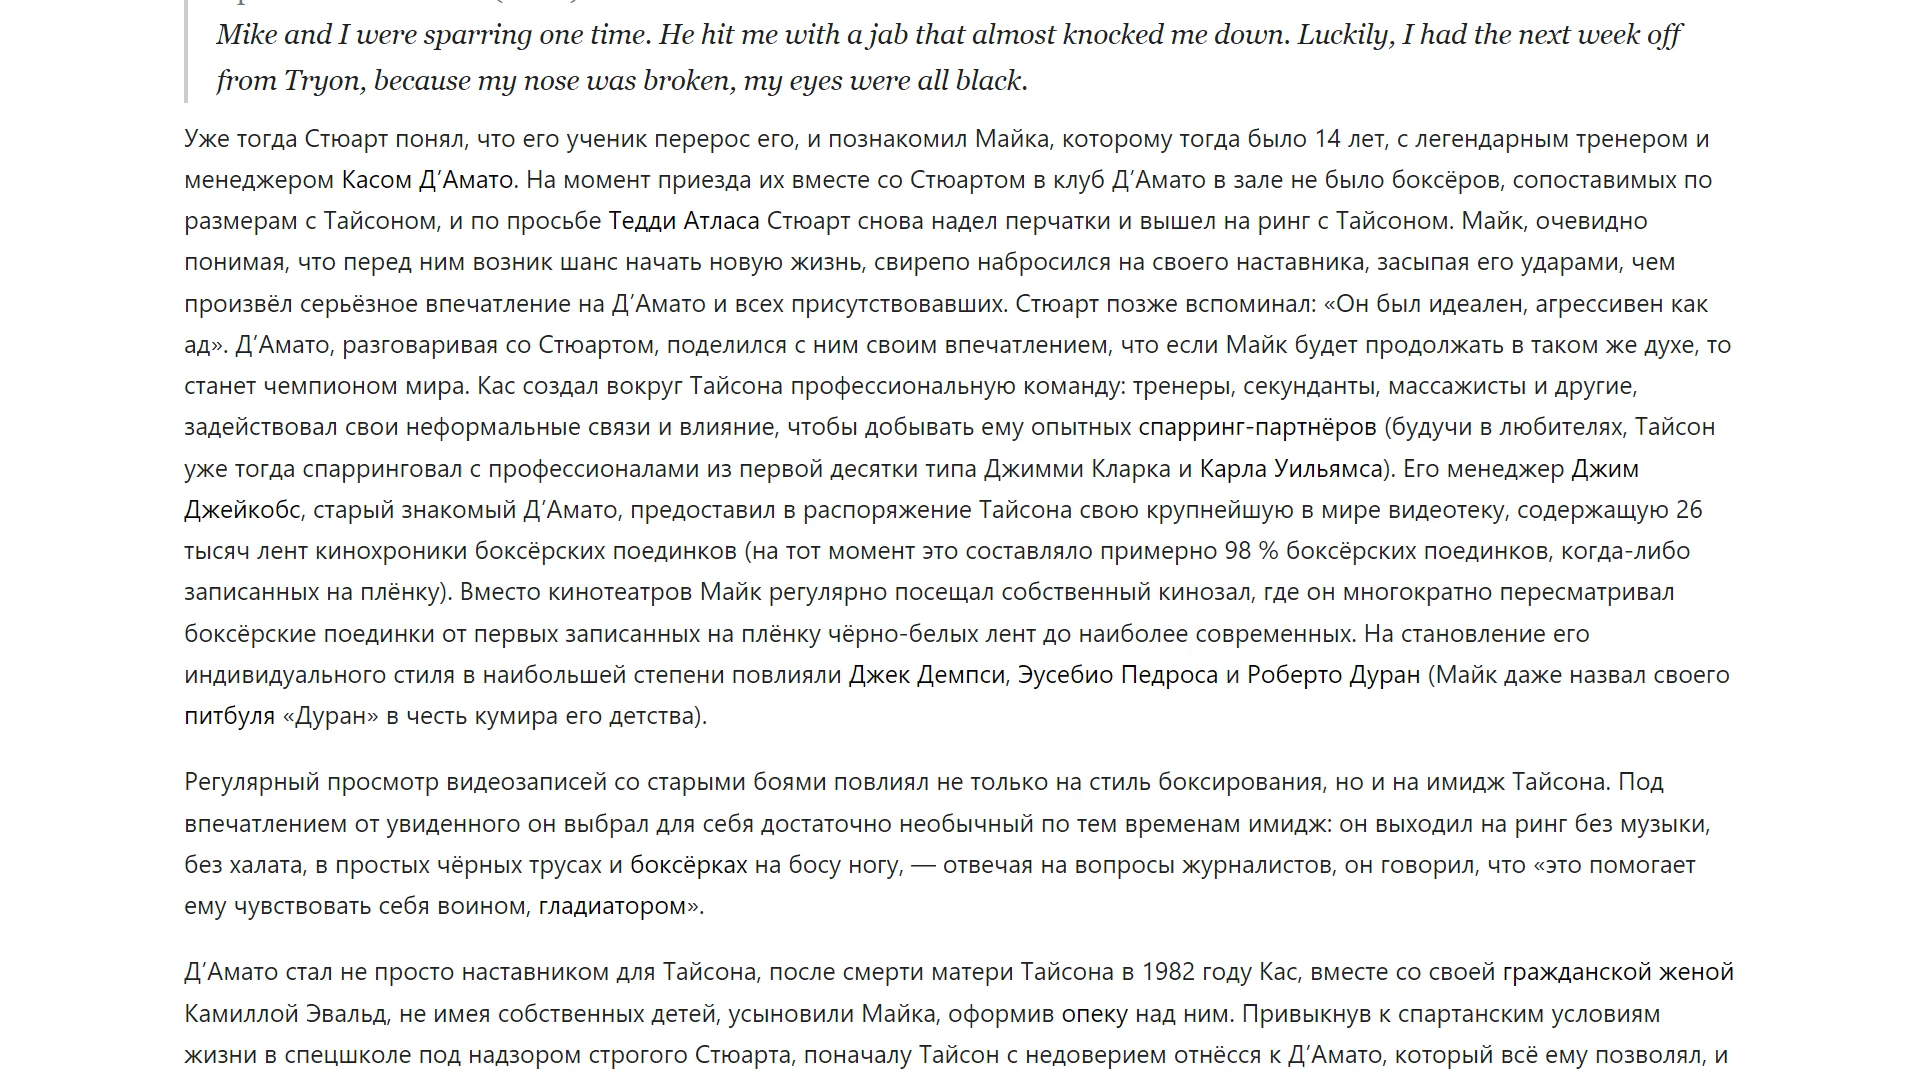 Mike and I were sparring one time. He hit me with a jab that almost knocked me down. Luckily, I had the next week off
from Tryon, because my nose was broken, my eyes were all black.
Уже тогда Стюарт понял, что его ученик перерос его, и познакомил Майка, которому тогда было 14 лет, с легендарным тренером и
менеджером Касом Д’Амато. На момент приезда их вместе со Стюартом в клуб Д’Амато в зале не было боксёров, сопоставимых по
размерам с Тайсоном, и по просьбе Тедди Атласа Стюарт снова надел перчатки и вышел на ринг с Тайсоном. Майк, очевидно
понимая, что перед ним возник шанс начать новую жизнь, свирепо набросился на своего наставника, засыпая его ударами, чем
произвёл серьёзное впечатление на Д’Амато и всех присутствовавших. Стюарт позже вспоминал: «Он был идеален, агрессивен как
ад». Д’Амато, разговаривая со Стюартом, поделился с ним своим впечатлением, что если Майк будет продолжать в таком же духе, то
станет чемпионом мира. Кас создал вокруг Тайсона профессиональную команду: тренеры, секунданты, массажисты и другие,
задействовал свои неформальные связи и влияние, чтобы добывать ему опытных спарринг-партнёров (будучи в любителях, Тайсон
уже тогда спарринговал с профессионалами из первой десятки типа Джимми Кларка и Карла Уильямса). Его менеджер Джим
Джейкобс, старый знакомый Д’Амато, предоставил в распоряжение Тайсона свою крупнейшую в мире видеотеку, содержащую 26
тысяч лент кинохроники боксёрских поединков (на тот момент это составляло примерно 98 % боксёрских поединков, когда-либо
записанных на плёнку). Вместо кинотеатров Майк регулярно посещал собственный кинозал, где он многократно пересматривал
боксёрские поединки от первых записанных на плёнку чёрно-белых лент до наиболее современных. На становление его
индивидуального стиля в наибольшей степени повлияли Джек Демпси, Эусебио Педроса и Роберто Дуран (Майк даже назвал своего
питбуля «Дуран» в честь кумира его детства).
Регулярный просмотр видеозаписей со старыми боями повлиял не только на стиль боксирования, но и на имидж Тайсона. Под
впечатлением от увиденного он выбрал для себя достаточно необычный по тем временам имидж: он выходил на ринг без музыки,
без халата, в простых чёрных трусах и боксёрках на босу ногу, — отвечая на вопросы журналистов, он говорил, что «это помогает
ему чувствовать себя воином, гладиатором».
Д’Амато стал не просто наставником для Тайсона, после смерти матери Тайсона в 1982 году Кас, вместе со своей гражданской женой
Камиллой Эвальд, не имея собственных детей, усыновили Майка, оформив опеку над ним. Привыкнув к спартанским условиям
жизни в спецшколе под надзором строгого Стюарта, поначалу Тайсон с недоверием отнёсся к Д’Амато, который всё ему позволял, и